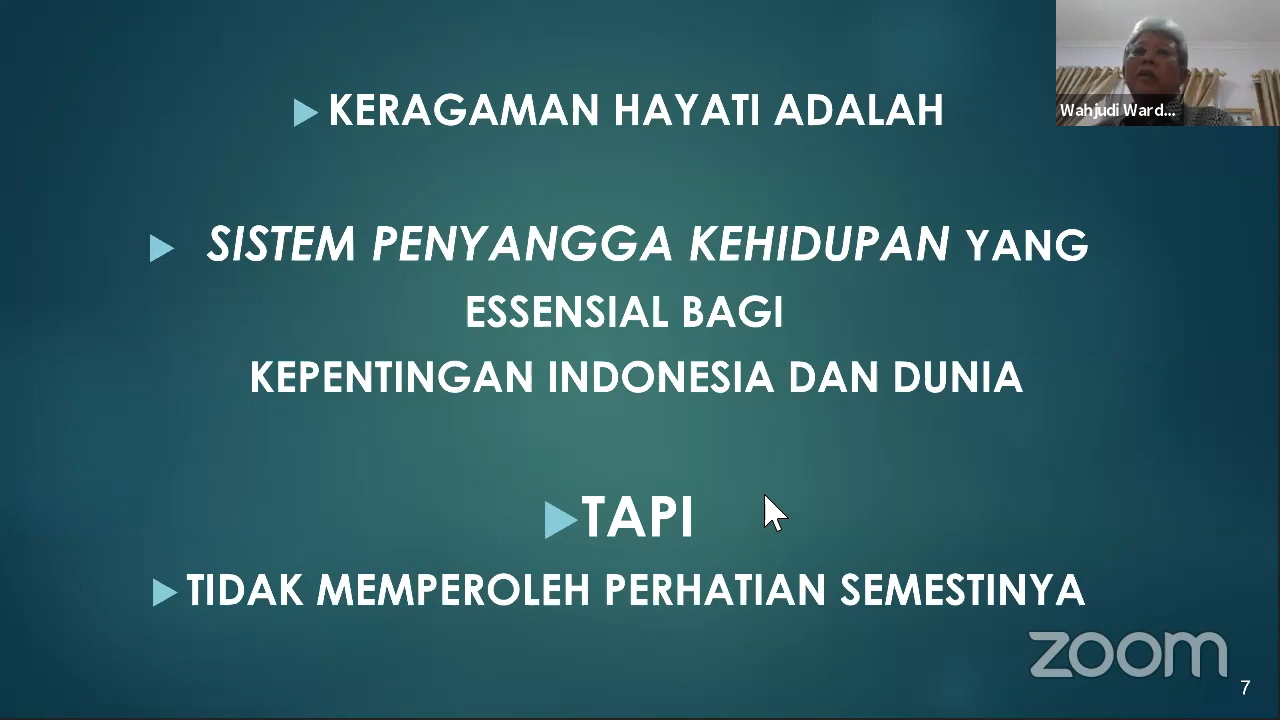 KERAGAMAN HAYATI ADALAH
SISTEM PENYANGGA KEHIDUPAN YANG
ESSENSIAL BAGI
KEPENTINGAN INDONESIA DAN DUNIA
TAPI
TIDAK MEMPEROLEH PERHATIAN SEMESTINYA
Wahjudi Ward...
zoom
7